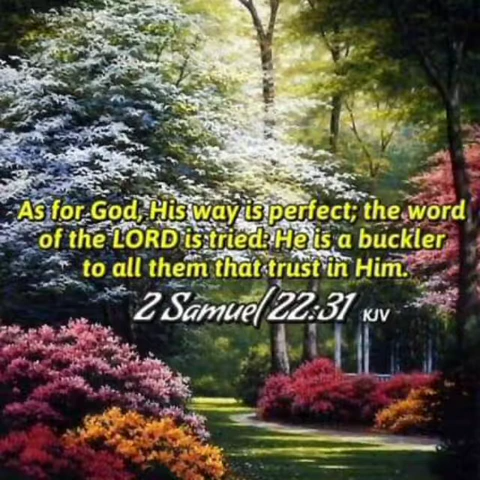 As for God, His way is perfect; the word
of the LORD is tried: He is a buckler
to all them that trust in Him.
2 Samuel 22:31 KJV